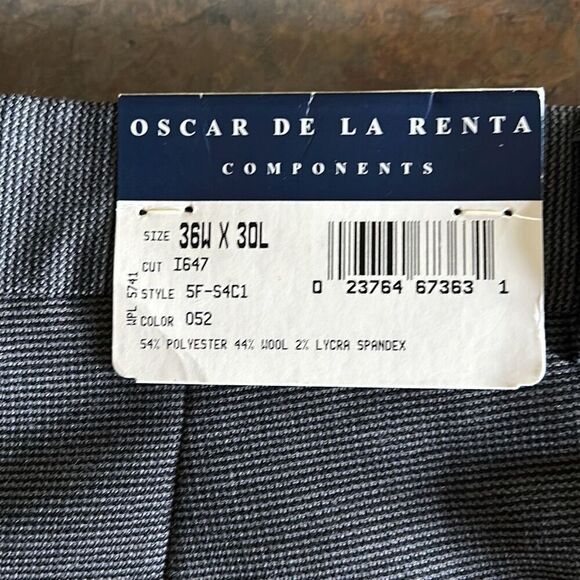 OSCAR DE LA RENTA
COMPONENTS
SIZE 36W X 30L
CUT I647
STYLE 5F-S4C1
COLOR 052
WPL 5741
0 23764 67363 1
54% POLYESTER 44% WOOL 2% LYCRA SPANDEX